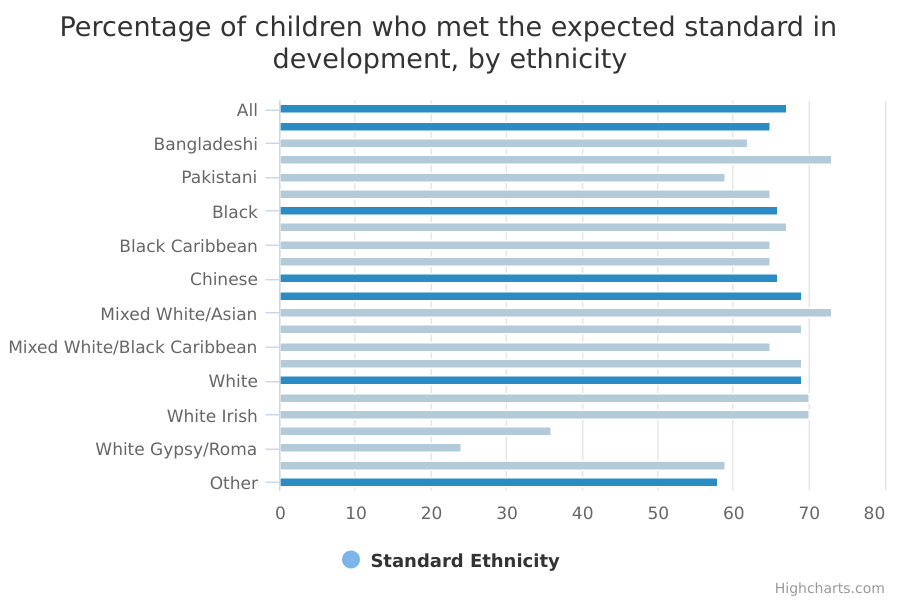 Percentage of children who met the expected standard in
development, by ethnicity
All
Bangladeshi
Pakistani
Black
Black Caribbean
Chinese
Mixed White/Asian
Mixed White/Black Caribbean
White
White Irish
White Gypsy/Roma
Other
0 10 20 30 40 50 60 70 80
Standard Ethnicity
Highcharts.com